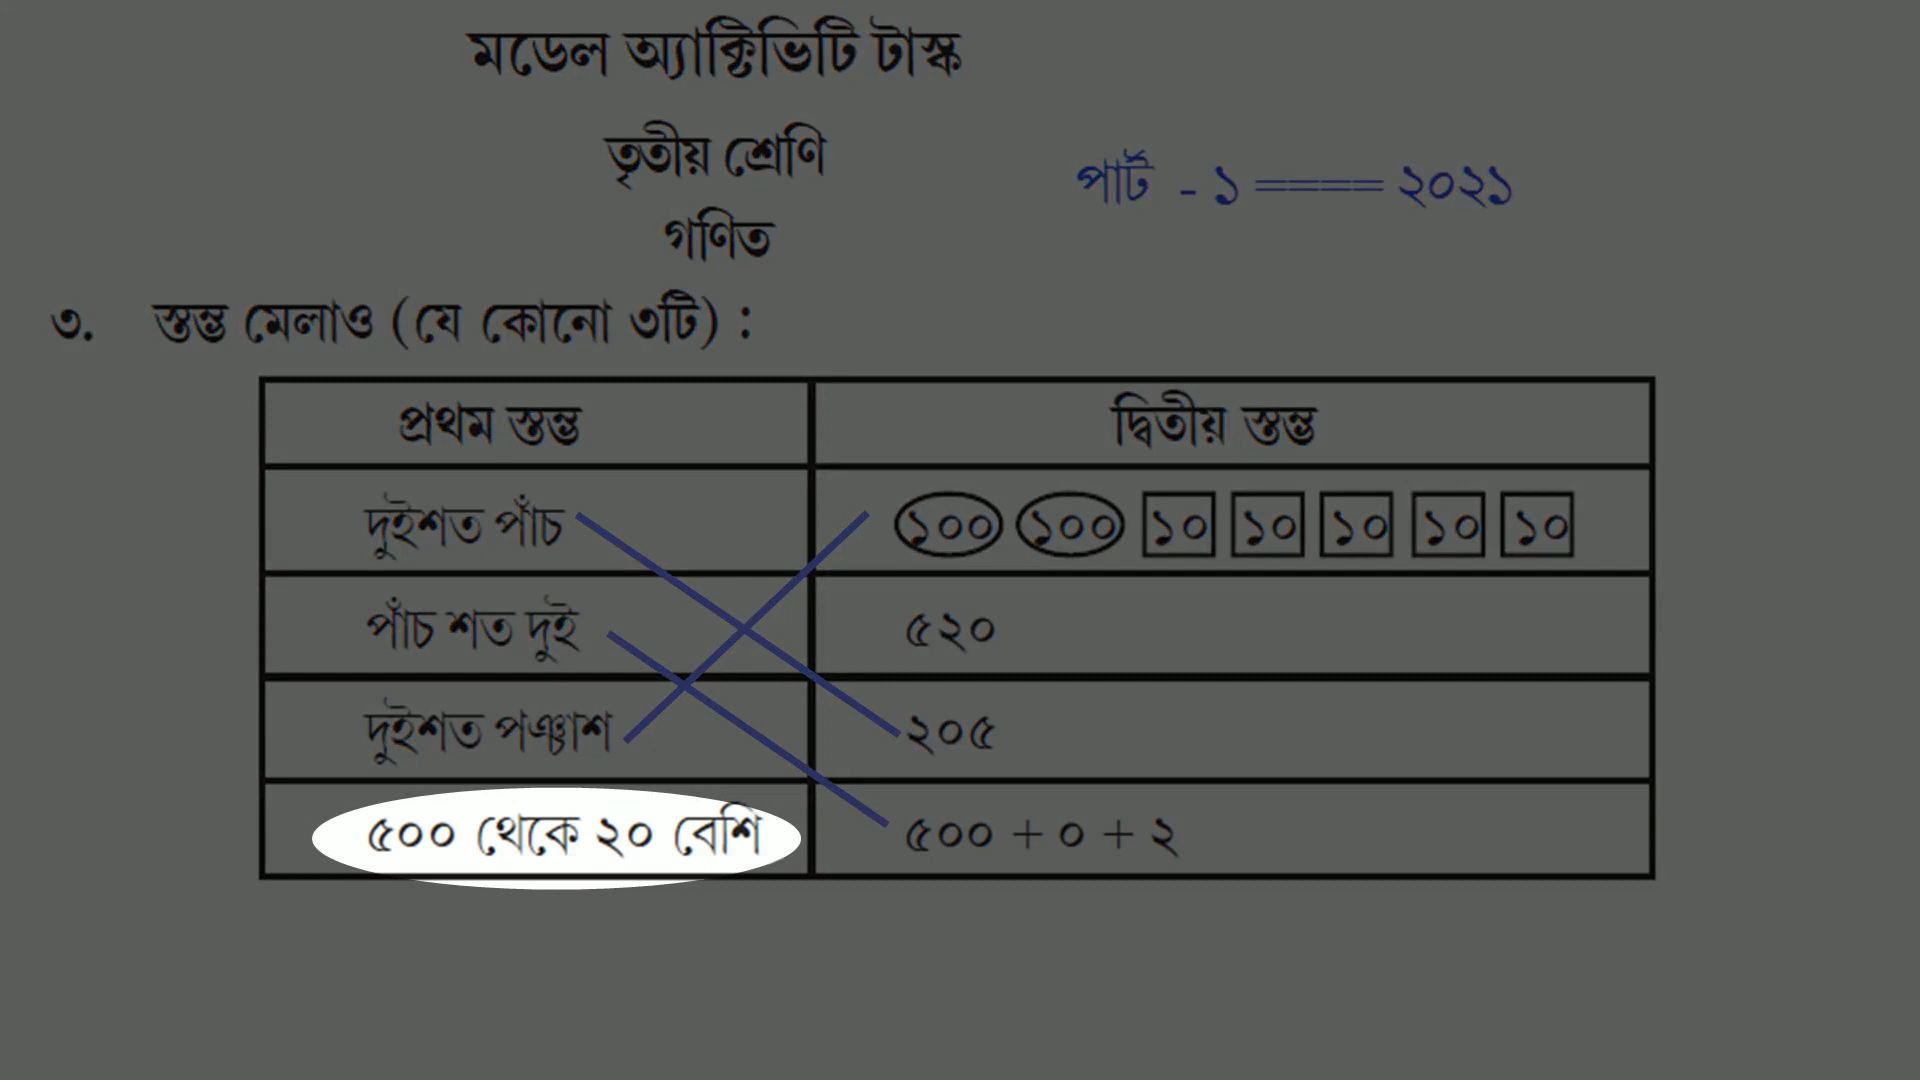 মডেল অ্যাক্টিভিটি টাস্ক
তৃতীয় শ্রেণি
পার্ট - ১ ==== ২০২১
গণিত
৩. স্তম্ভ মেলাও (যে কোনো ৩টি) :
প্রথম স্তম্ভ দ্বিতীয় স্তম্ভ
দুইশত পাঁচ ১০০ ১০০ ১০ ১০ ১০ ১০ ১০
পাঁচ শত দুই ৫২০
দুইশত পঞ্চাশ ২০৫
৫০০ থেকে ২০ বেশি ৫০০ + ০ + ২